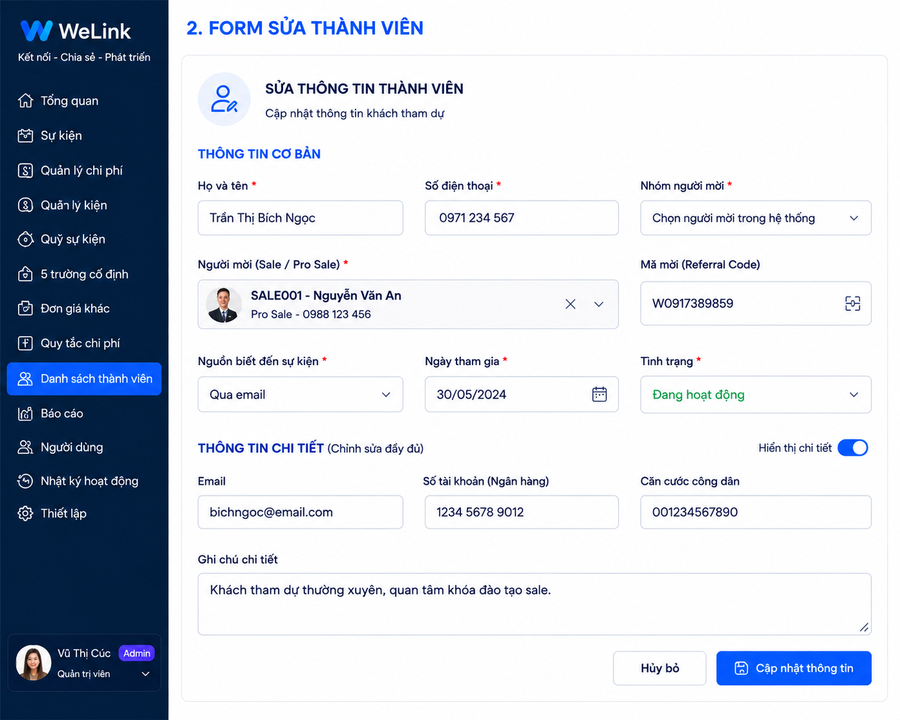 WeLink
Kết nối - Chia sẻ - Phát triển
Tổng quan
Sự kiện
Quản lý chi phí
Quản lý kiện
Quỹ sự kiện
5 trường cố định
Đơn giá khác
Quy tắc chi phí
Danh sách thành viên
Báo cáo
Người dùng
Nhật ký hoạt động
Thiết lập
Vũ Thị Cúc Admin
Quản trị viên
2. FORM SỬA THÀNH VIÊN
SỬA THÔNG TIN THÀNH VIÊN
Cập nhật thông tin khách tham dự
THÔNG TIN CƠ BẢN
Họ và tên * Số điện thoại * Nhóm người mời *
Trần Thị Bích Ngọc 0971 234 567 Chọn người mời trong hệ thống
Người mời (Sale / Pro Sale) * Mã mời (Referral Code)
SALE001 - Nguyễn Văn An
Pro Sale - 0988 123 456
W0917389859
Nguồn biết đến sự kiện * Ngày tham gia * Tình trạng *
Qua email 30/05/2024 Đang hoạt động
THÔNG TIN CHI TIẾT (Chỉnh sửa đầy đủ) Hiển thị chi tiết
Email Số tài khoản (Ngân hàng) Căn cước công dân
bichngoc@email.com 1234 5678 9012 001234567890
Ghi chú chi tiết
Khách tham dự thường xuyên, quan tâm khóa đào tạo sale.
Hủy bỏ Cập nhật thông tin